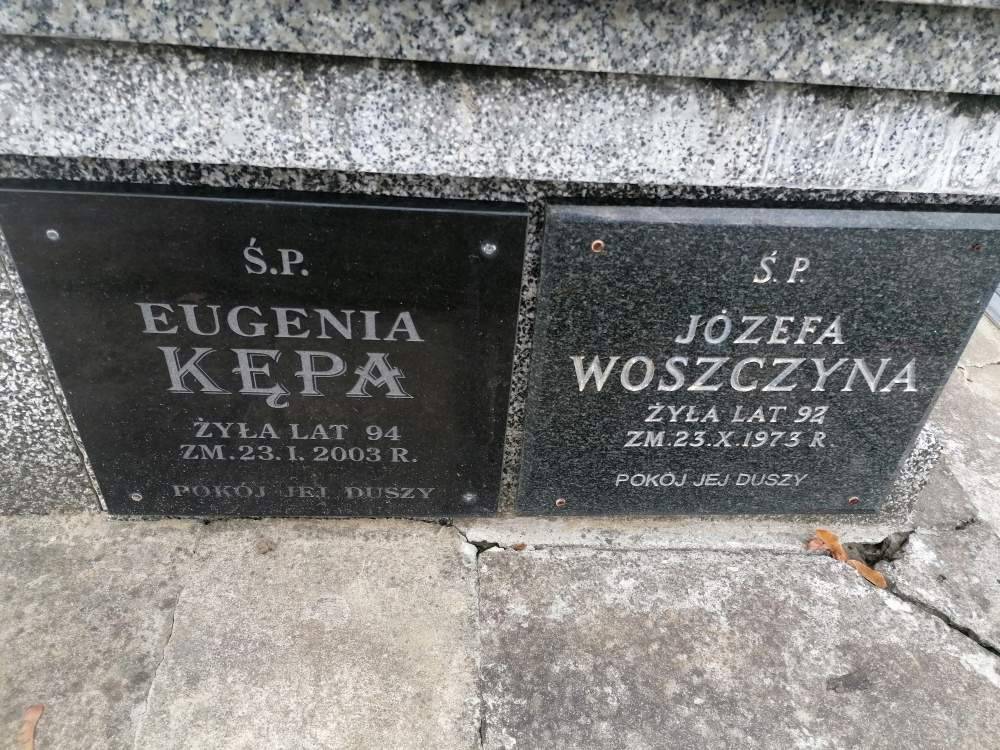 Ś.P.
EUGENIA
KĘPA
ŻYŁA LAT 94
ZM. 23. I. 2003 R.
POKÓJ JEJ DUSZY
Ś. P.
JÓZEFA
WOSZCZYNA
ŻYŁA LAT 92
ZM. 23. X. 1973 R.
POKÓJ JEJ DUSZY